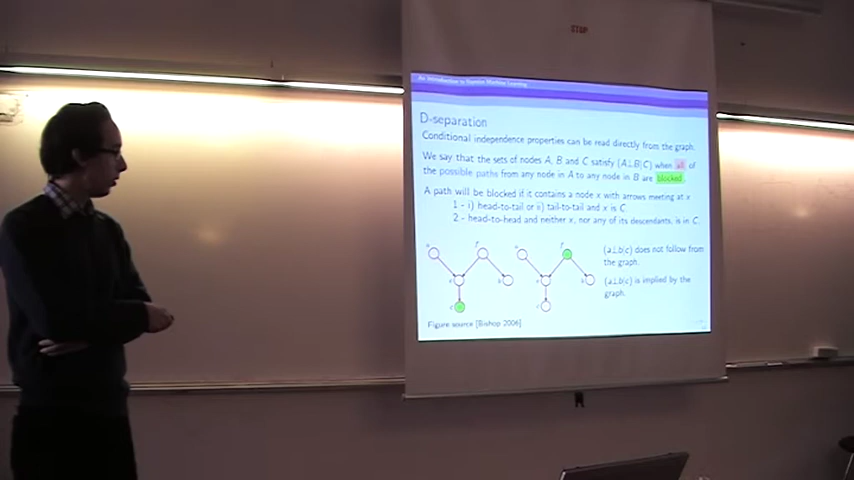 STOP
An Introduction to Bayesian Machine Learning
D-separation
Conditional independence properties can be read directly from the graph.
We say that the sets of nodes A, B and C satisfy (A⊥B|C) when all of
the possible paths from any node in A to any node in B are blocked.
A path will be blocked if it contains a node x with arrows meeting at x
1 - i) head-to-tail or ii) tail-to-tail and x is C.
2 - head-to-head and neither x, nor any of its descendants, is in C.
a f a f
(a⊥b|c) does not follow from
the graph.
e b e b
(a⊥b|f) is implied by the
graph.
c c
Figure source [Bishop 2006]